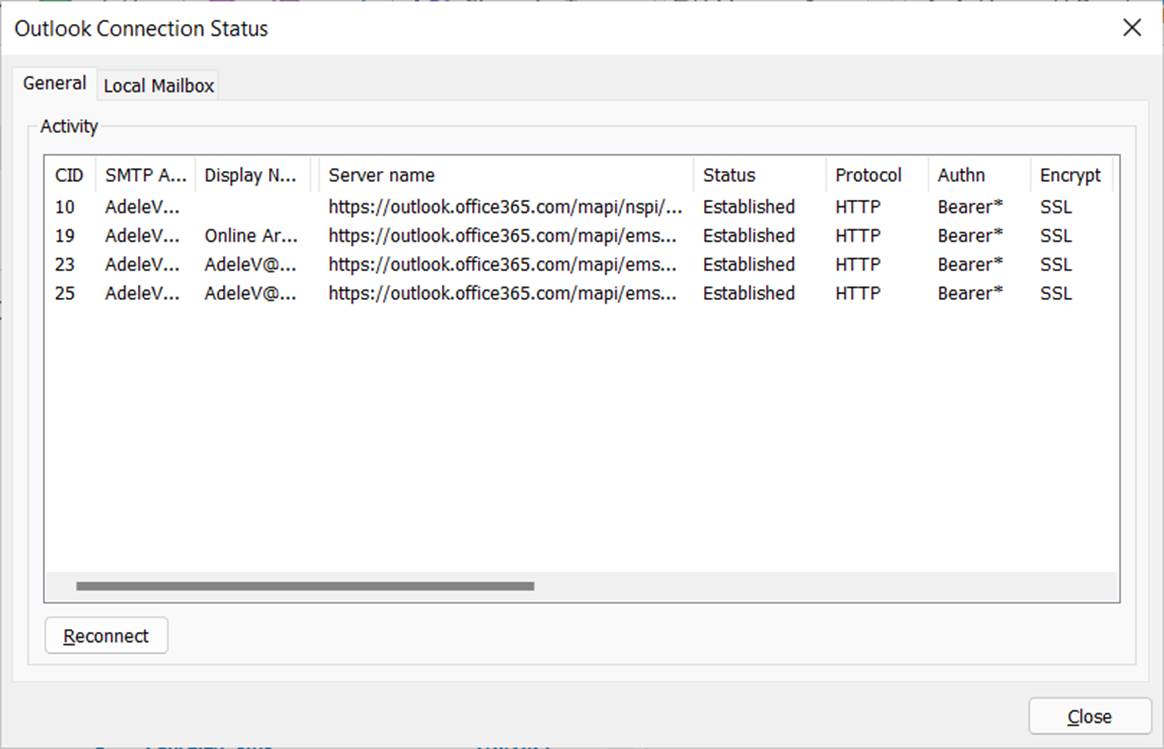 Outlook Connection Status
General Local Mailbox
Activity
CID SMTP A... Display N... Server name Status Protocol Authn Encrypt
10 AdeleV... https://outlook.office365.com/mapi/nspi/... Established HTTP Bearer* SSL
19 AdeleV... Online Ar... https://outlook.office365.com/mapi/ems... Established HTTP Bearer* SSL
23 AdeleV... AdeleV@... https://outlook.office365.com/mapi/ems... Established HTTP Bearer* SSL
25 AdeleV... AdeleV@... https://outlook.office365.com/mapi/ems... Established HTTP Bearer* SSL
Reconnect
Close